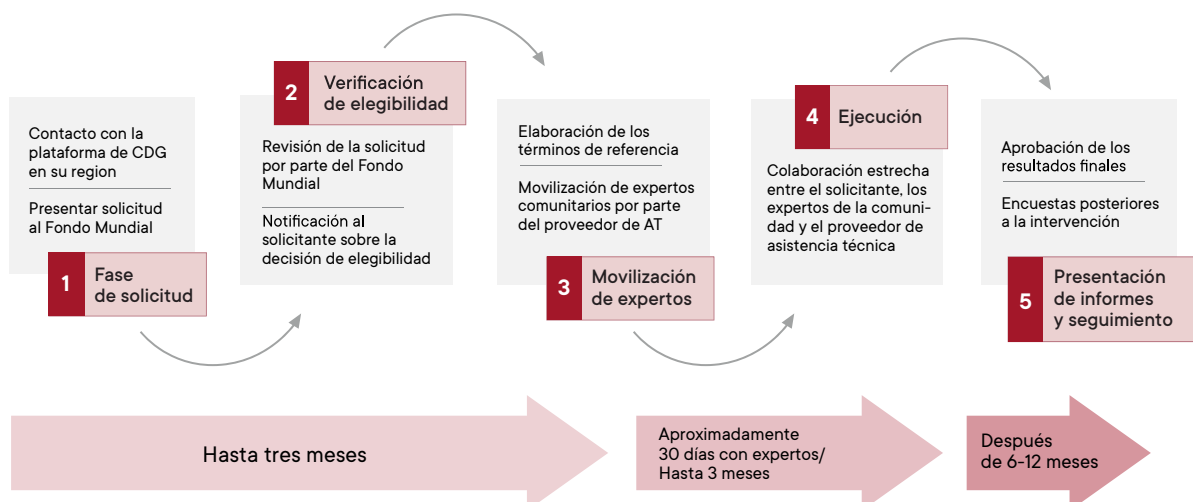 Contacto con la
plataforma de CDG
en su region
Presentar solicitud
al Fondo Mundial
1
Fase
de solicitud
2
Verificación
de elegibilidad
Revisión de la solicitud
por parte del Fondo
Mundial
Notificación al
solicitante sobre la
decisión de elegibilidad
Elaboración de los
términos de referencia
Movilización de expertos
comunitarios por parte
del proveedor de AT
3
Movilización
de expertos
4
Ejecución
Colaboración estrecha
entre el solicitante, los
expertos de la comuni-
dad y el proveedor de
asistencia técnica
Aprobación de los
resultados finales
Encuestas posteriores
a la intervención
5
Presentación
de informes
y seguimiento
Hasta tres meses
Aproximadamente
30 días con expertos/
Hasta 3 meses
Después
de 6-12 meses